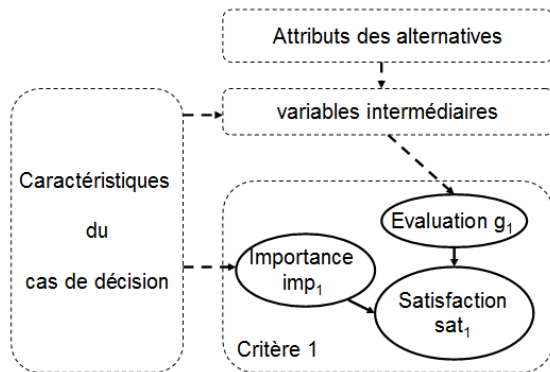 Attributs des alternatives
variables intermédiaires
Caractéristiques
du
cas de décision
Evaluation g₁
Importance
imp₁
Satisfaction
sat₁
Critère 1